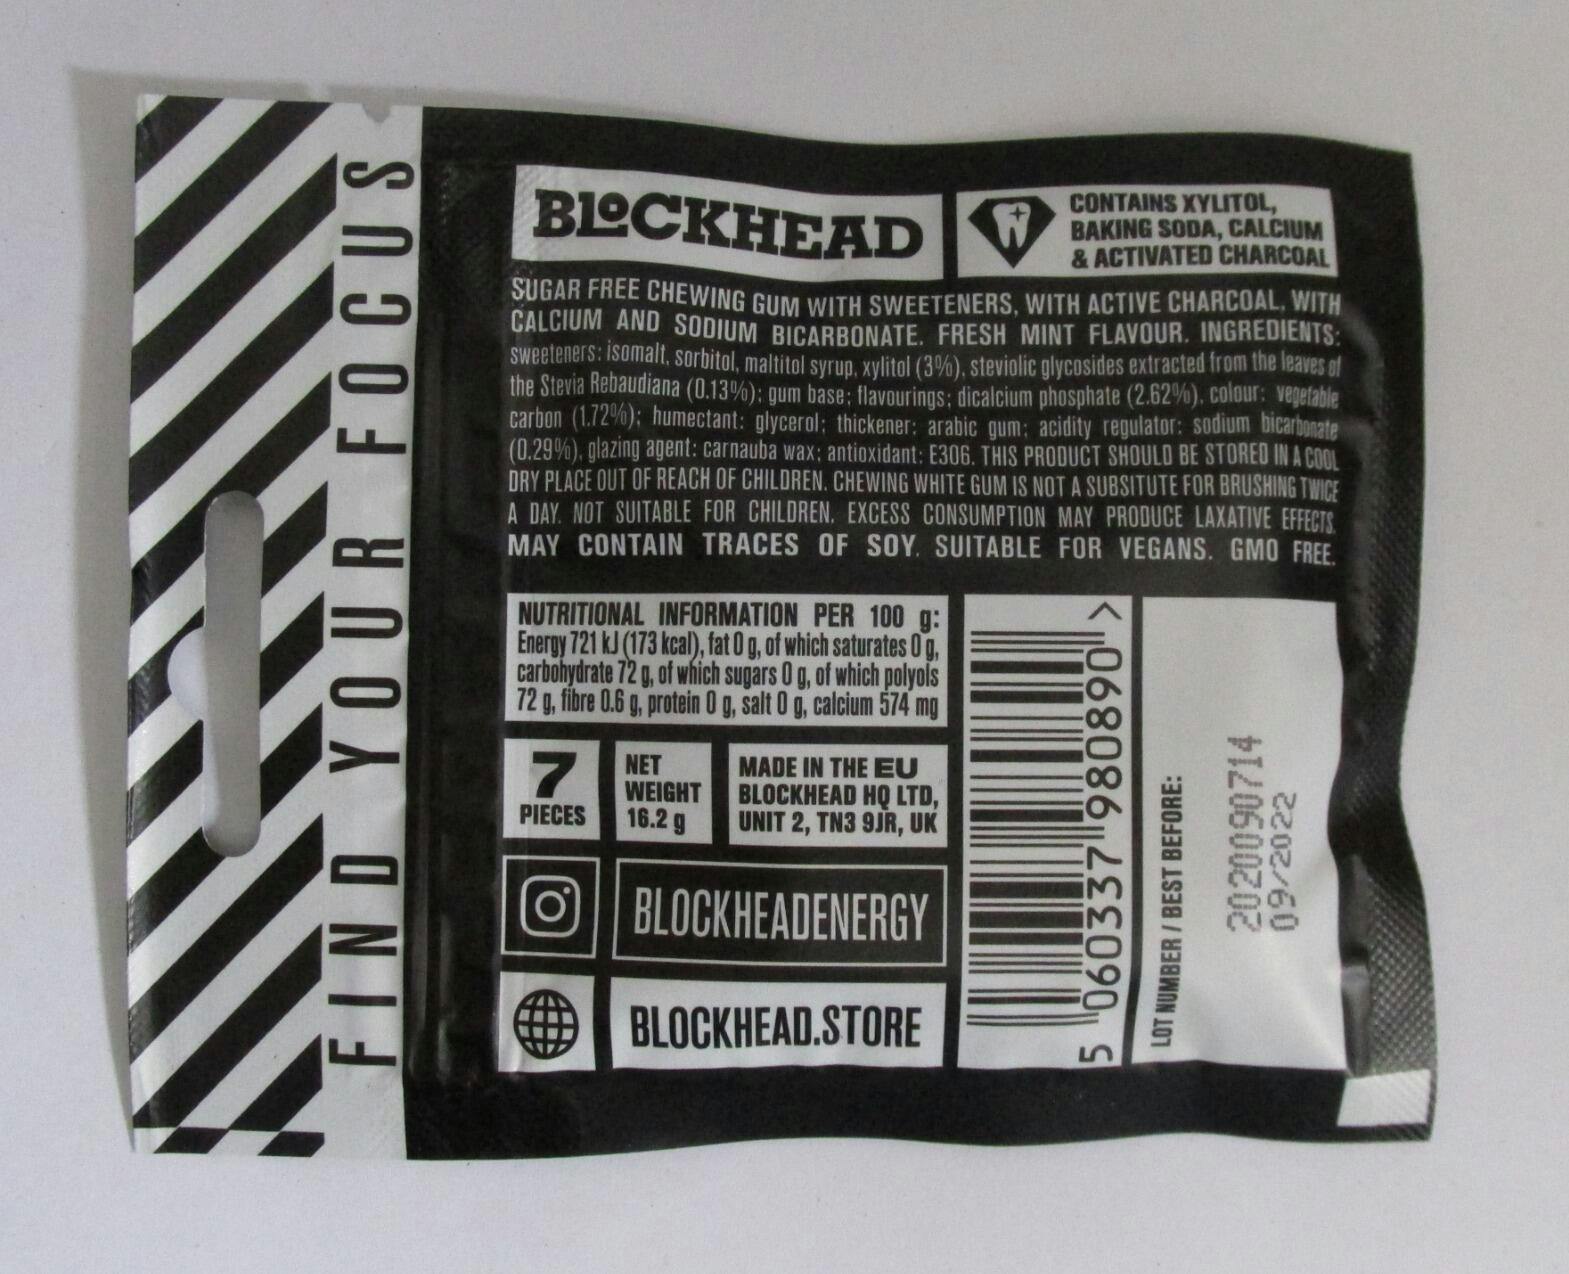 FIND YOUR FOCUS
BLoCKHEAD
CONTAINS XYLITOL,
BAKING SODA, CALCIUM
& ACTIVATED CHARCOAL
SUGAR FREE CHEWING GUM WITH SWEETENERS, WITH ACTIVE CHARCOAL, WITH
CALCIUM AND SODIUM BICARBONATE. FRESH MINT FLAVOUR. INGREDIENTS:
sweeteners: isomalt, sorbitol, maltitol syrup, xylitol (3%), steviolic glycosides extracted from the leaves of
the Stevia Rebaudiana (0.13%); gum base; flavourings; dicalcium phosphate (2.62%), colour: vegetable
carbon (1.72%); humectant: glycerol; thickener: arabic gum; acidity regulator: sodium bicarbonate
(0.29%), glazing agent: carnauba wax; antioxidant: E306. THIS PRODUCT SHOULD BE STORED IN A COOL
DRY PLACE OUT OF REACH OF CHILDREN. CHEWING WHITE GUM IS NOT A SUBSITUTE FOR BRUSHING TWICE
A DAY. NOT SUITABLE FOR CHILDREN. EXCESS CONSUMPTION MAY PRODUCE LAXATIVE EFFECTS.
MAY CONTAIN TRACES OF SOY. SUITABLE FOR VEGANS. GMO FREE.
NUTRITIONAL INFORMATION PER 100 g:
Energy 721 kJ (173 kcal), fat 0 g, of which saturates 0 g,
carbohydrate 72 g, of which sugars 0 g, of which polyols
72 g, fibre 0.6 g, protein 0 g, salt 0 g, calcium 574 mg
7
PIECES
NET
WEIGHT
16.2 g
MADE IN THE EU
BLOCKHEAD HQ LTD,
UNIT 2, TN3 9JR, UK
BLOCKHEADENERGY
BLOCKHEAD.STORE
5 060337 980890 >
LOT NUMBER / BEST BEFORE:
2020090714
09/2022